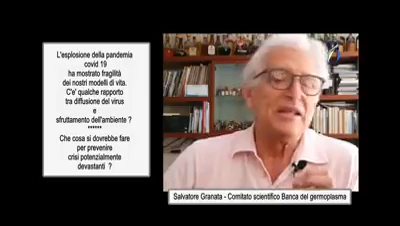 L'esplosione della pandemia
covid 19
ha mostrato fragilità
dei nostri modelli di vita.
C'e' qualche rapporto
tra diffusione del virus
e
sfruttamento dell'ambiente ?
******
Che cosa si dovrebbe fare
per prevenire
crisi potenzialmente
devastanti ?
Salvatore Granata - Comitato scientifico Banca del germoplasma